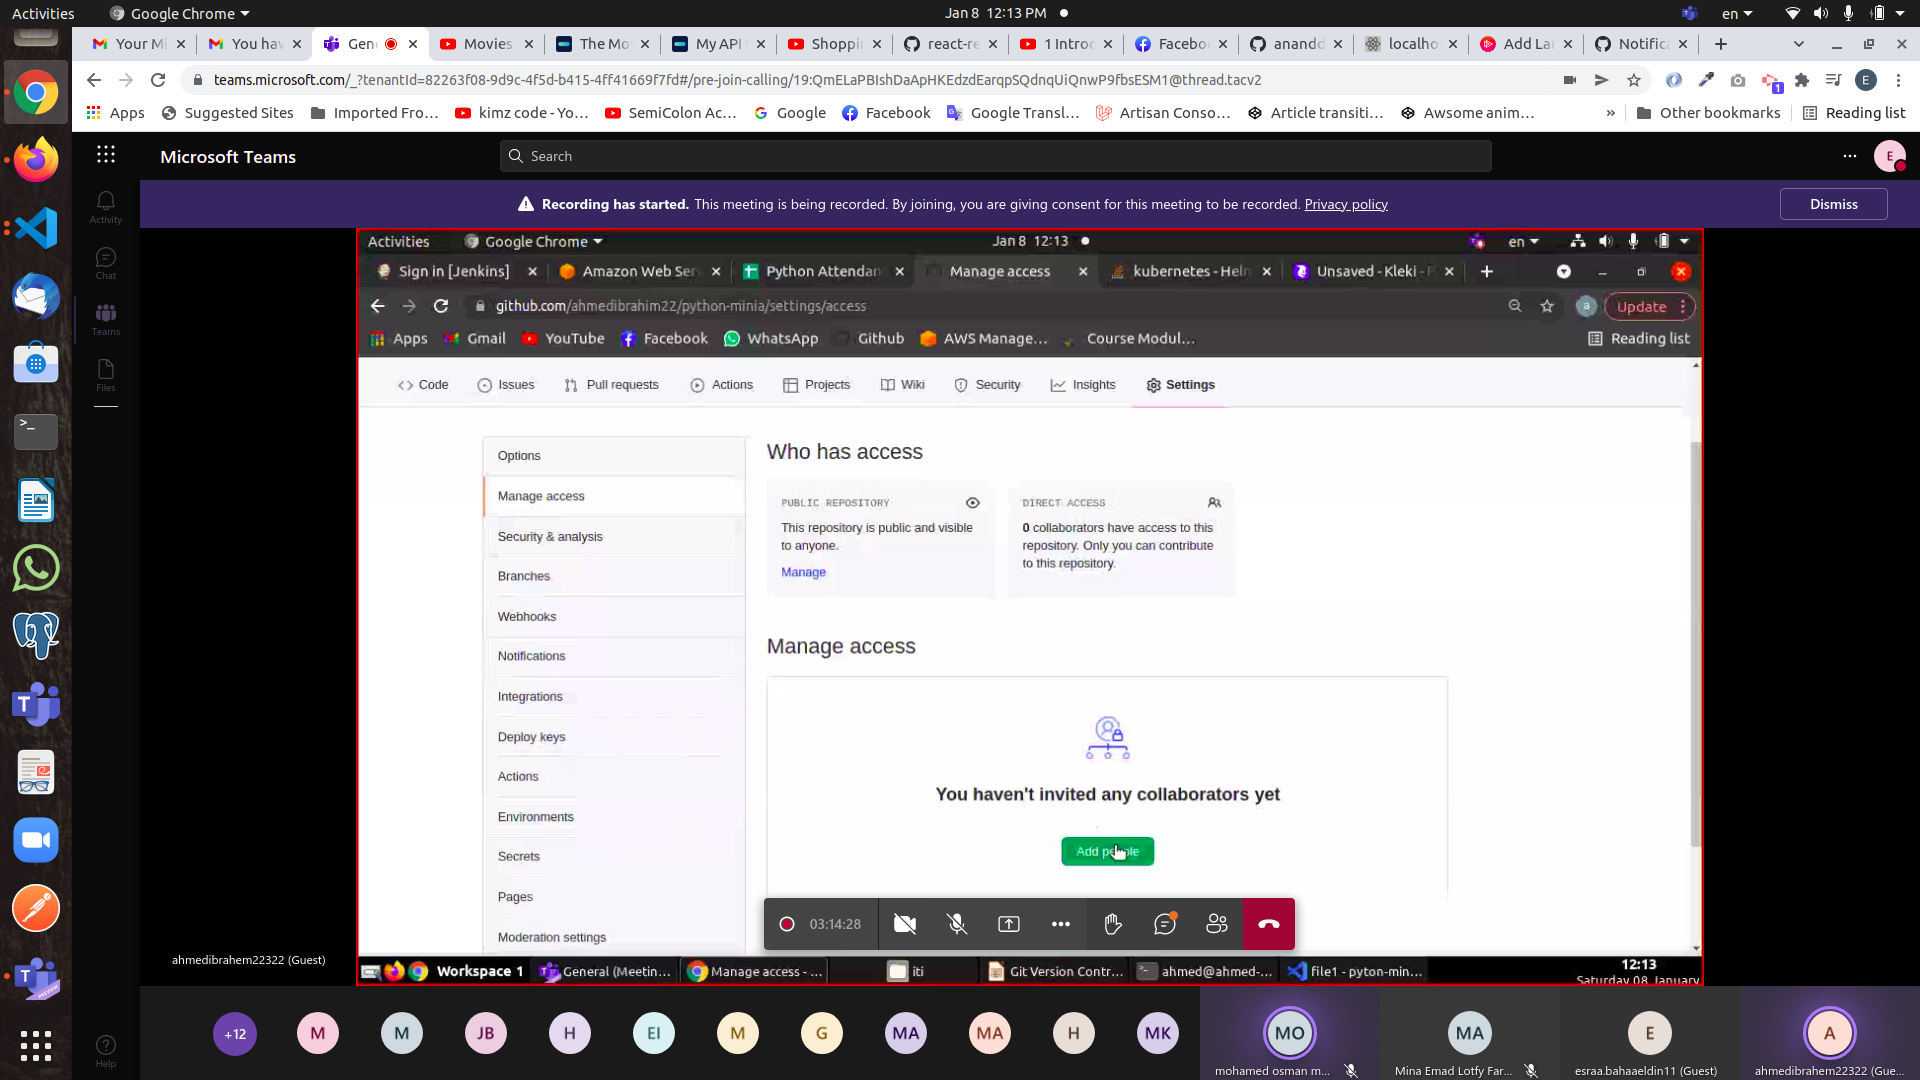 Activities
Google Chrome
Jan 8 12:13 PM
en
Your Mi
You hav
Gen
Movies
The Mo
My API
Shoppi
react-re
1 Introd
Facebo
anandd
localho
Add Lar
Notifica
teams.microsoft.com/_?tenantId=82263f08-9d9c-4f5d-b415-4ff41669f7fd#/pre-join-calling/19:QmELaPBIshDaApHKEdzdEarqpSQdnqUiQnwP9fbsESM1@thread.tacv2
E
Apps
Suggested Sites
Imported Fro...
kimz code - Yo...
SemiColon Ac...
Google
Facebook
Google Transl...
Artisan Conso...
Article transiti...
Awsome anim...
»
Other bookmarks
Reading list
Microsoft Teams
Search
E
Recording has started. This meeting is being recorded. By joining, you are giving consent for this meeting to be recorded. Privacy policy
Dismiss
Activity
Chat
Teams
Files
Help
Activities
Google Chrome
Jan 8 12:13
en
Sign in [Jenkins]
Amazon Web Ser
Python Attendan
Manage access
kubernetes - Helm
Unsaved - Kleki -
github.com/ahmedibrahim22/python-minia/settings/access
a
Update
Apps
Gmail
YouTube
Facebook
WhatsApp
Github
AWS Manage...
Course Modul...
Reading list
Code
Issues
Pull requests
Actions
Projects
Wiki
Security
Insights
Settings
Options
Manage access
Security & analysis
Branches
Webhooks
Notifications
Integrations
Deploy keys
Actions
Environments
Secrets
Pages
Moderation settings
Who has access
PUBLIC REPOSITORY
This repository is public and visible
to anyone.
Manage
DIRECT ACCESS
0 collaborators have access to this
repository. Only you can contribute
to this repository.
Manage access
You haven't invited any collaborators yet
Add people
03:14:28
ahmedibrahem22322 (Guest)
Workspace 1
General (Meetin...
Manage access - ...
iti
Git Version Contr...
ahmed@ahmed-...
file1 - pyton-min...
12:13
Saturday 08 January
+12
M
M
JB
H
EI
M
G
MA
MA
H
MK
MO
mohamed osman m...
MA
Mina Emad Lotfy Far...
E
esraa.bahaaeldin11 (Guest)
A
ahmedibrahem22322 (Gue...